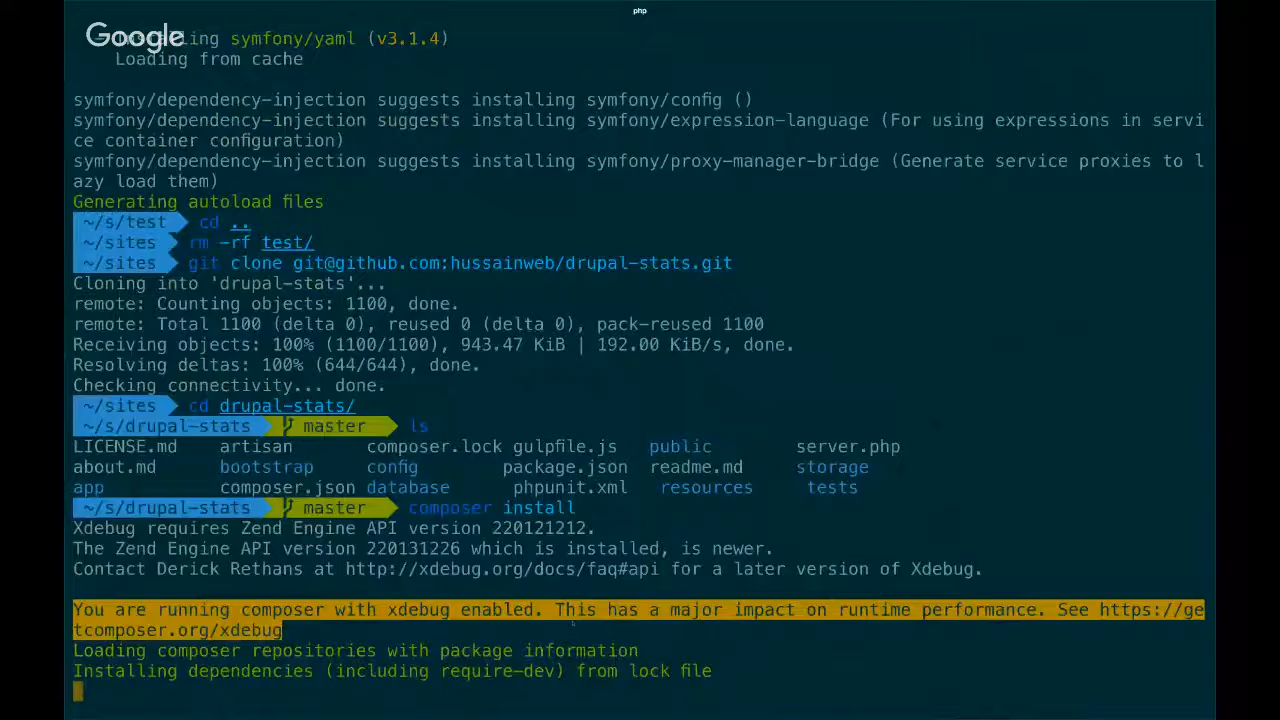 php
Google
lling symfony/yaml (v3.1.4)
Loading from cache
symfony/dependency-injection suggests installing symfony/config ()
symfony/dependency-injection suggests installing symfony/expression-language (For using expressions in servi
ce container configuration)
symfony/dependency-injection suggests installing symfony/proxy-manager-bridge (Generate service proxies to l
azy load them)
Generating autoload files
~/s/test cd ..
~/sites rm -rf test/
~/sites git clone git@github.com:hussainweb/drupal-stats.git
Cloning into 'drupal-stats'...
remote: Counting objects: 1100, done.
remote: Total 1100 (delta 0), reused 0 (delta 0), pack-reused 1100
Receiving objects: 100% (1100/1100), 943.47 KiB | 192.00 KiB/s, done.
Resolving deltas: 100% (644/644), done.
Checking connectivity... done.
~/sites cd drupal-stats/
~/s/drupal-stats master ls
LICENSE.md artisan composer.lock gulpfile.js public server.php
about.md bootstrap config package.json readme.md storage
app composer.json database phpunit.xml resources tests
~/s/drupal-stats master composer install
Xdebug requires Zend Engine API version 220121212.
The Zend Engine API version 220131226 which is installed, is newer.
Contact Derick Rethans at http://xdebug.org/docs/faq#api for a later version of Xdebug.
You are running composer with xdebug enabled. This has a major impact on runtime performance. See https://ge
tcomposer.org/xdebug
Loading composer repositories with package information
Installing dependencies (including require-dev) from lock file